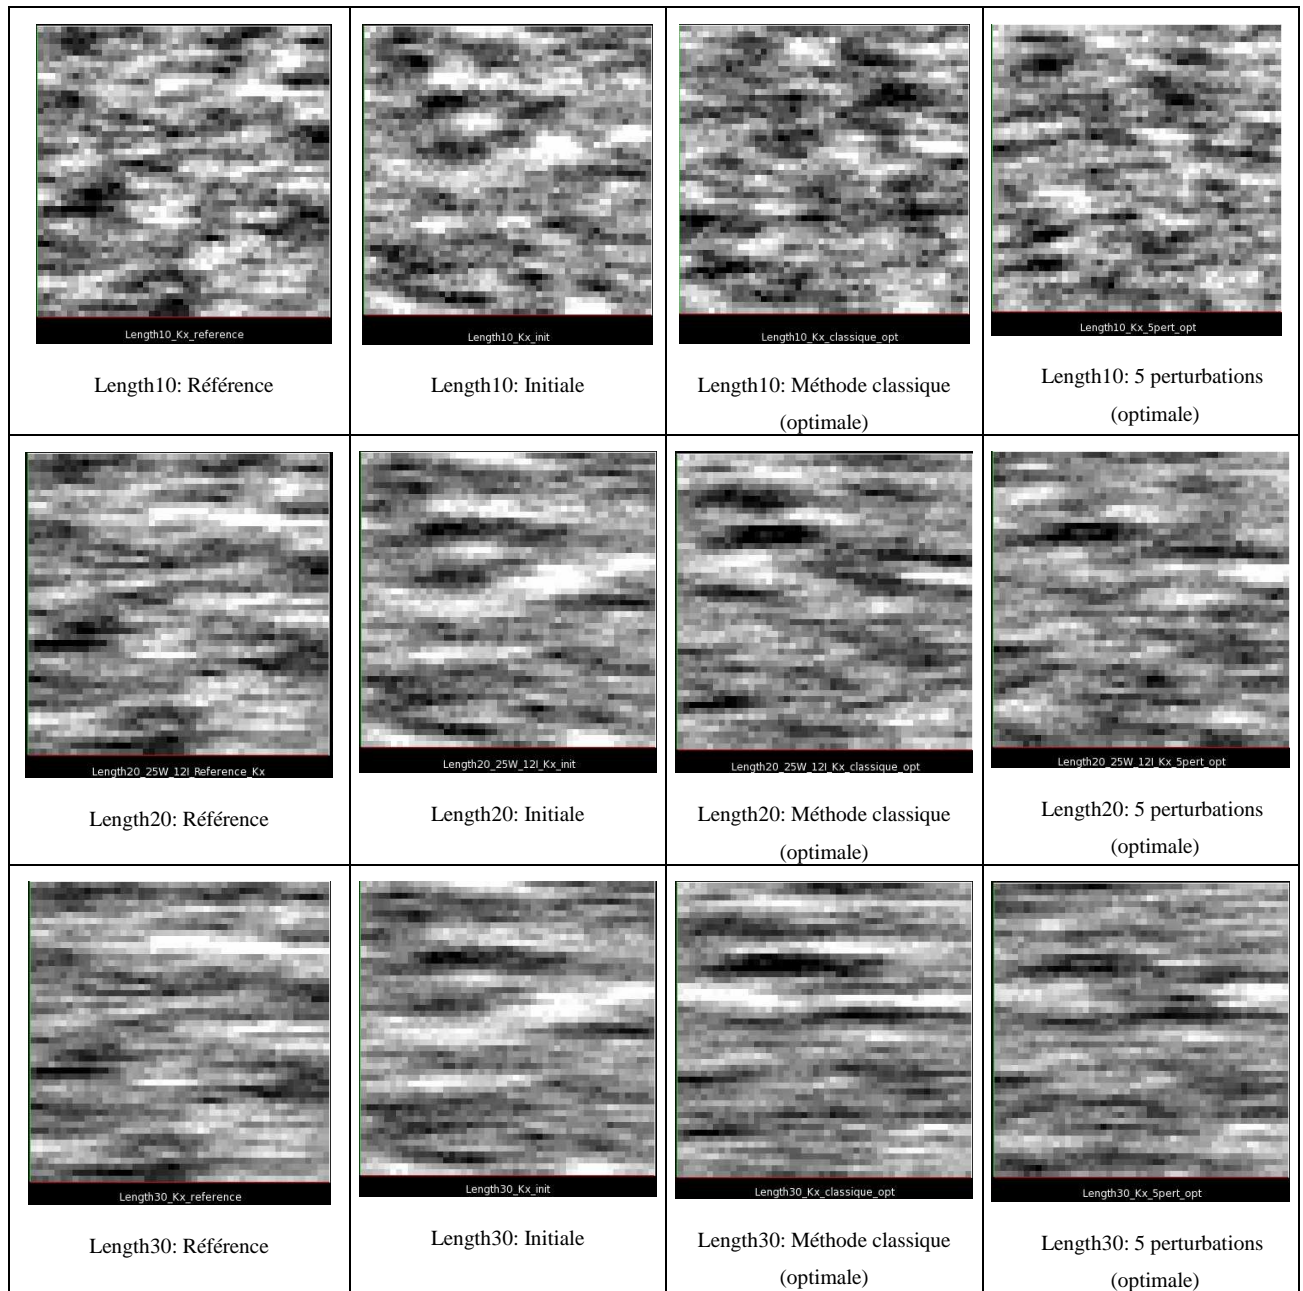 Length10_Kx_reference
Length10_Kx_init
Length10_Kx_classique_opt
Length10_Kx_5pert_opt
Length10: Référence
Length10: Initiale
Length10: Méthode classique
(optimale)
Length10: 5 perturbations
(optimale)
Length20_25W_12I_Reference_Kx
Length20_25W_12I_Kx_init
Length20_25W_12I_Kx_classique_opt
Length20_25W_12I_Kx_5pert_opt
Length20: Référence
Length20: Initiale
Length20: Méthode classique
(optimale)
Length20: 5 perturbations
(optimale)
Length30_Kx_reference
Length30_Kx_init
Length30_Kx_classique_opt
Length30_Kx_5pert_opt
Length30: Référence
Length30: Initiale
Length30: Méthode classique
(optimale)
Length30: 5 perturbations
(optimale)